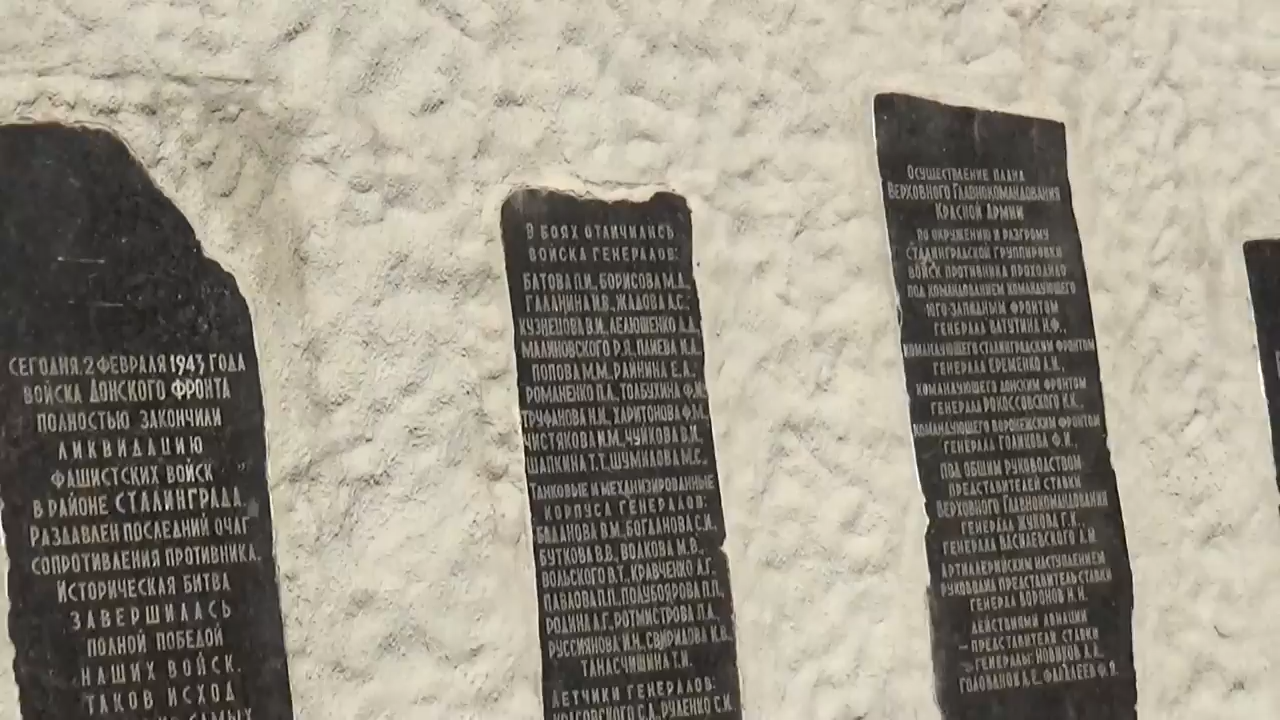 СЕГОДНЯ, 2 ФЕВРАЛЯ 1943 ГОДА
ВОЙСКА ДОНСКОГО ФРОНТА
ПОЛНОСТЬЮ ЗАКОНЧИЛИ
ЛИКВИДАЦИЮ
ФАШИСТСКИХ ВОЙСК
В РАЙОНЕ СТАЛИНГРАДА.
РАЗДАВЛЕН ПОСЛЕДНИЙ ОЧАГ
СОПРОТИВЛЕНИЯ ПРОТИВНИКА.
ИСТОРИЧЕСКАЯ БИТВА
ЗАВЕРШИЛАСЬ
ПОЛНОЙ ПОБЕДОЙ
НАШИХ ВОЙСК.
ТАКОВ ИСХОД
САМЫХ
В БОЯХ ОТЛИЧИЛИСЬ
ВОЙСКА ГЕНЕРАЛОВ:
БАТОВА П.И., БОРИСОВА М.Д.,
ГАЛАНИНА И.В., ЖАДОВА А.С.,
КУЗНЕЦОВА В.И., ЛЕЛЮШЕНКО Д.Д.,
МАЛИНОВСКОГО Р.Я., ПЛИЕВА И.А.,
ПОПОВА М.М., РАЙНИНА Е.А.,
РОМАНЕНКО П.Л., ТОЛБУХИНА Ф.И.,
ТРУФАНОВА Н.И., ХАРИТОНОВА Ф.М.,
ЧИСТЯКОВА И.М., ЧУЙКОВА В.И.,
ШАПКИНА Т.Т., ШУМИЛОВА М.С.,
ТАНКОВЫЕ И МЕХАНИЗИРОВАННЫЕ
КОРПУСА ГЕНЕРАЛОВ:
БАДАНОВА В.М., БОГДАНОВА С.И.,
БУТКОВА В.В., ВОЛКОВА М.В.,
ВОЛЬСКОГО В.Т., КРАВЧЕНКО А.Г.,
ПАВЛОВА П.П., ПОЛУБОЯРОВА П.П.,
РОДИНА А.Г., РОТМИСТРОВА П.А.,
РУССИЯНОВА И.Н., СВИРИДОВА К.В.,
ТАНАСЧИШИНА Т.И.
ЛЕТЧИКИ ГЕНЕРАЛОВ:
КРАСОВСКОГО С.А., РУДЕНКО С.И.
ОСУЩЕСТВЛЕНИЕ ПЛАНА
ВЕРХОВНОГО ГЛАВНОКОМАНДОВАНИЯ
КРАСНОЙ АРМИИ
ПО ОКРУЖЕНИЮ И РАЗГРОМУ
СТАЛИНГРАДСКОЙ ГРУППИРОВКИ
ВОЙСК ПРОТИВНИКА ПРОХОДИЛО
ПОД КОМАНДОВАНИЕМ КОМАНДУЮЩЕГО
ЮГО-ЗАПАДНЫМ ФРОНТОМ
ГЕНЕРАЛА ВАТУТИНА Н.Ф.,
КОМАНДУЮЩЕГО СТАЛИНГРАДСКИМ ФРОНТОМ
ГЕНЕРАЛА ЕРЕМЕНКО А.И.,
КОМАНДУЮЩЕГО ДОНСКИМ ФРОНТОМ
ГЕНЕРАЛА РОКОССОВСКОГО К.К.,
КОМАНДУЮЩЕГО ВОРОНЕЖСКИМ ФРОНТОМ
ГЕНЕРАЛА ГОЛИКОВА Ф.И.,
ПОД ОБЩИМ РУКОВОДСТВОМ
ПРЕДСТАВИТЕЛЕЙ СТАВКИ
ВЕРХОВНОГО ГЛАВНОКОМАНДОВАНИЯ
ГЕНЕРАЛА ЖУКОВА Г.К.,
ГЕНЕРАЛА ВАСИЛЕВСКОГО А.М.
АРТИЛЛЕРИЙСКИМ НАСТУПЛЕНИЕМ
РУКОВОДИЛ ПРЕДСТАВИТЕЛЬ СТАВКИ
ГЕНЕРАЛ ВОРОНОВ Н.Н.
ДЕЙСТВИЯМИ АВИАЦИИ
– ПРЕДСТАВИТЕЛИ СТАВКИ
ГЕНЕРАЛЫ: НОВИКОВ А.А.,
ГОЛОВАНОВ А.Е., ФАЛАЛЕЕВ Ф.Я.